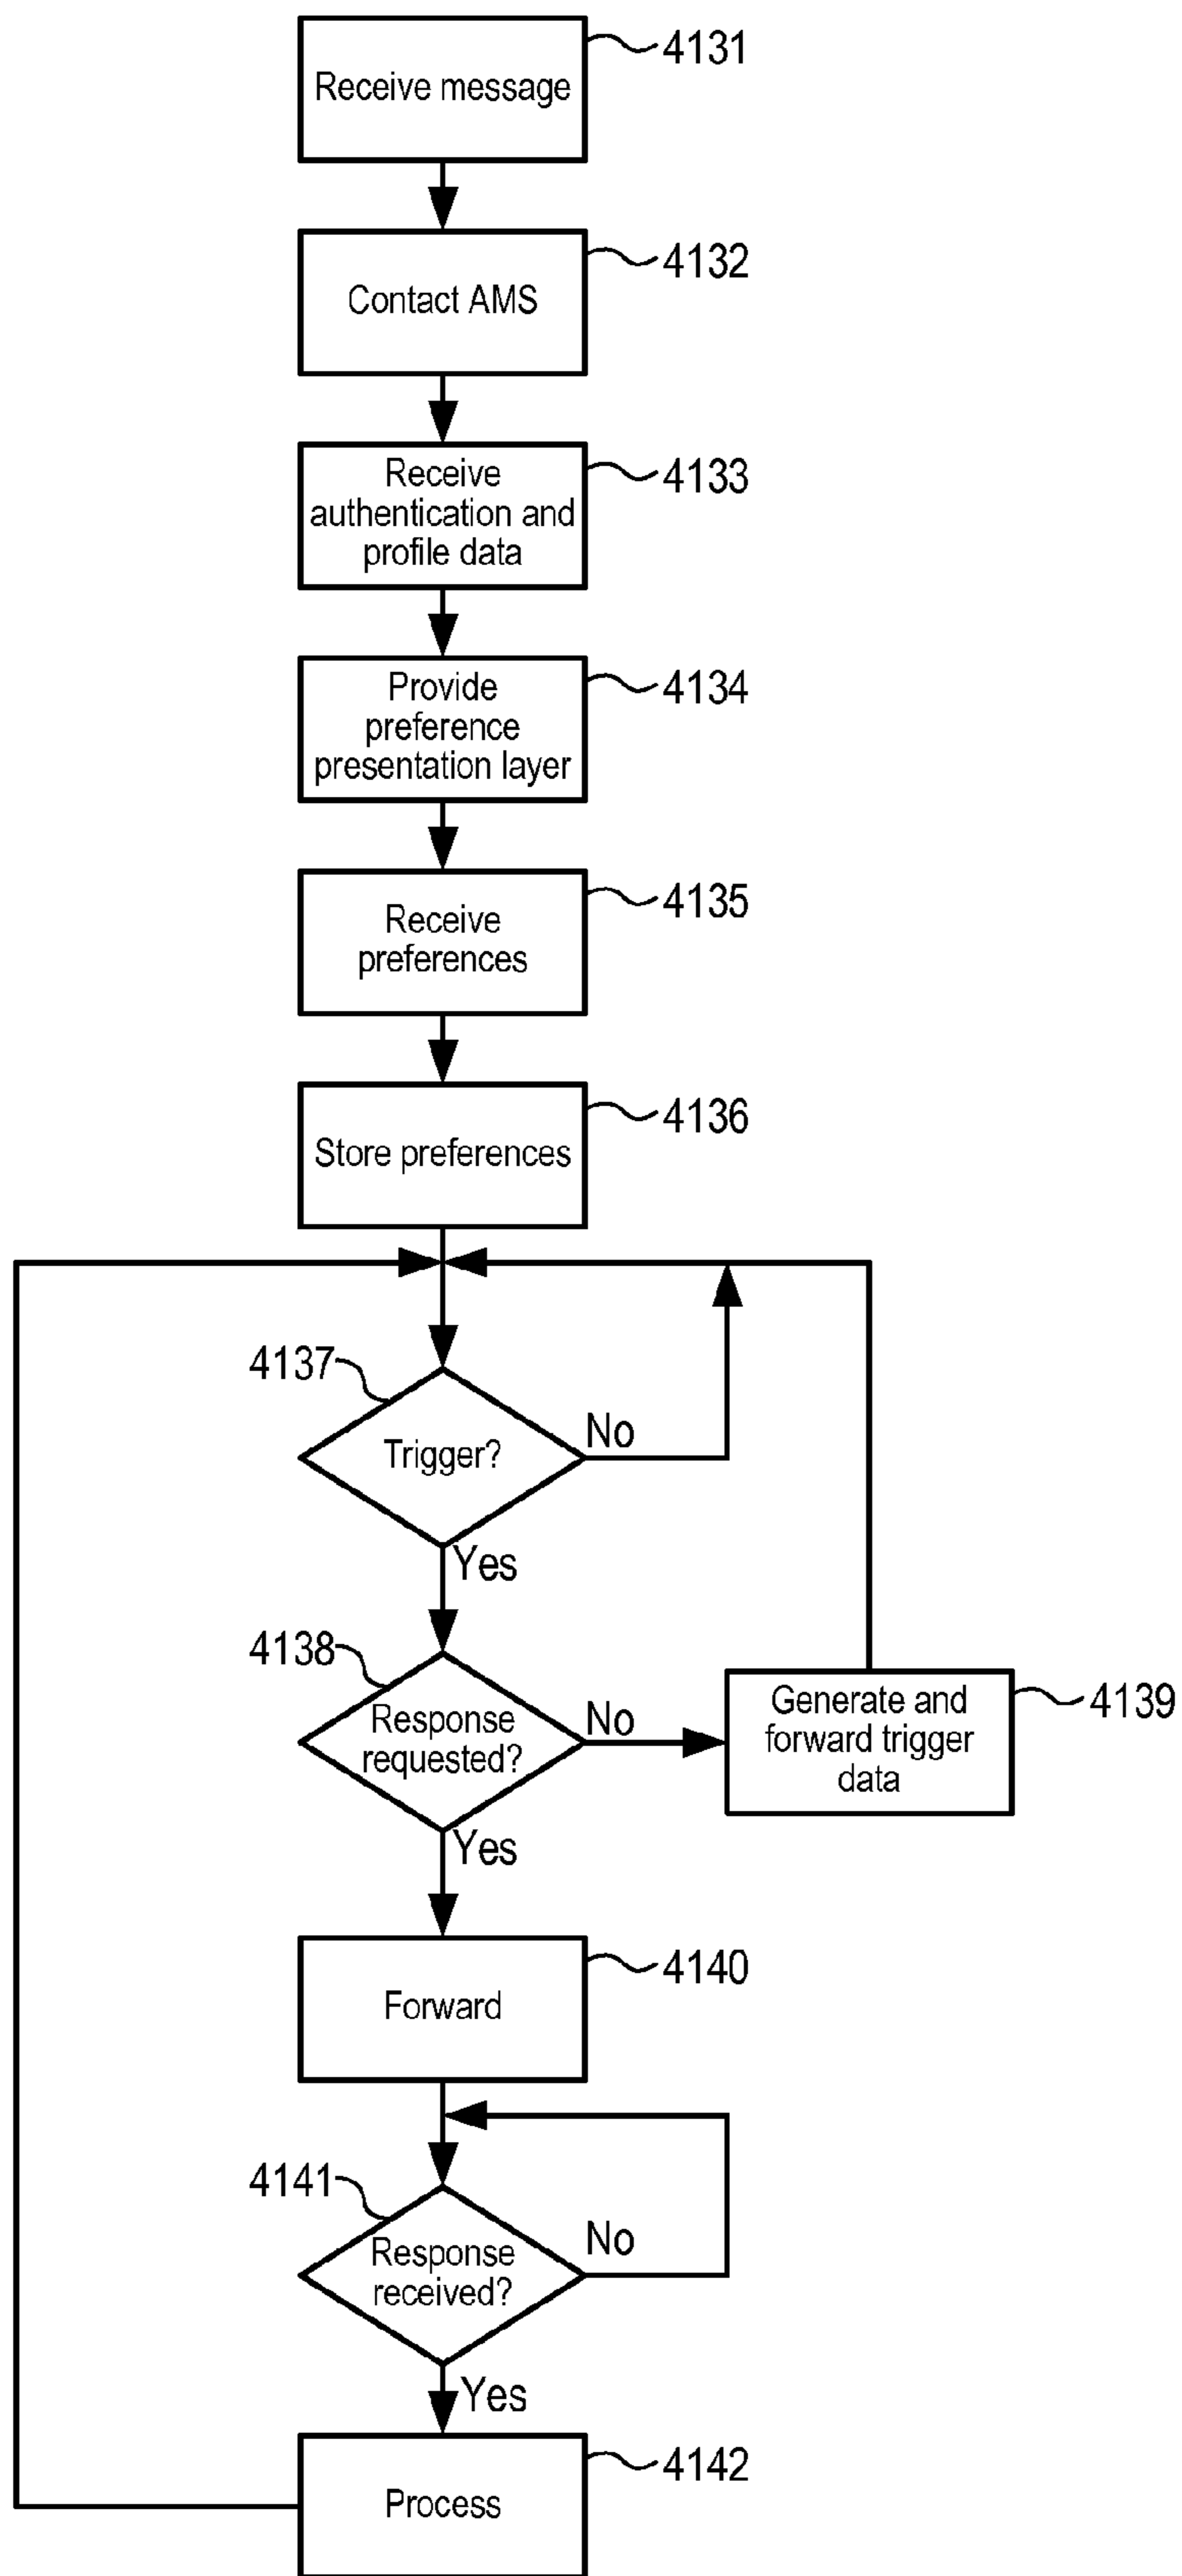 Receive message
4131
Contact AMS
4132
Receive
authentication and
profile data
4133
Provide
preference
presentation layer
4134
Receive
preferences
4135
Store preferences
4136
4137
Trigger?
No
Yes
4138
Response
requested?
No
Generate and
forward trigger
data
4139
Yes
Forward
4140
4141
Response
received?
No
Yes
Process
4142